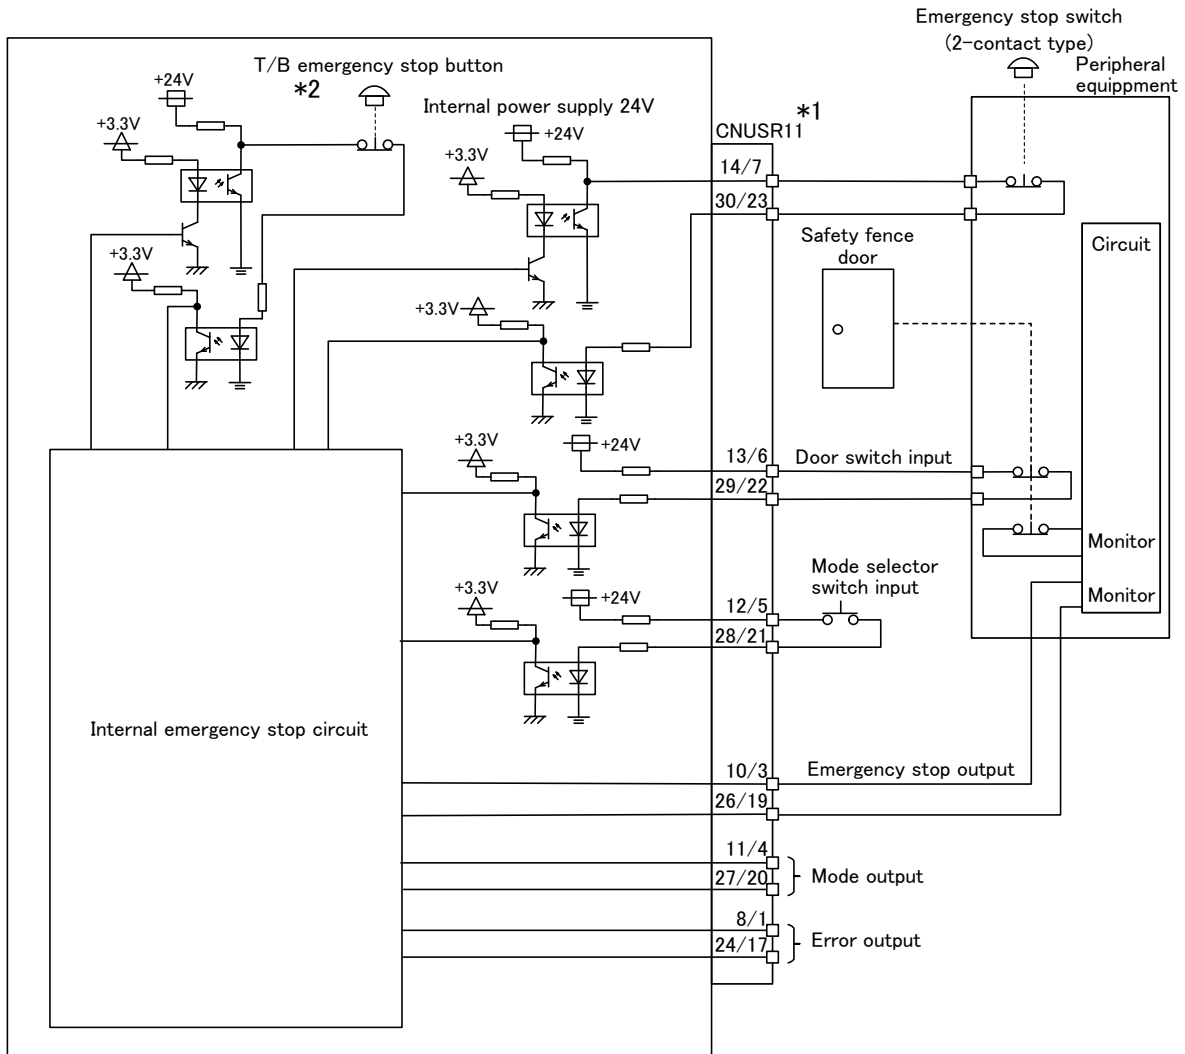 Emergency stop switch
(2-contact type)
Peripheral
equippment
T/B emergency stop button
*2
+24V
Internal power supply 24V
*1
CNUSR11
+3.3V
+24V
+3.3V
14/7
30/23
Safety fence
door
Circuit
+3.3V
+3.3V
+3.3V
+24V
13/6
Door switch input
29/22
Monitor
Mode selector
switch input
+3.3V
+24V
12/5
Monitor
28/21
Internal emergency stop circuit
10/3
Emergency stop output
26/19
11/4
27/20
Mode output
8/1
24/17
Error output